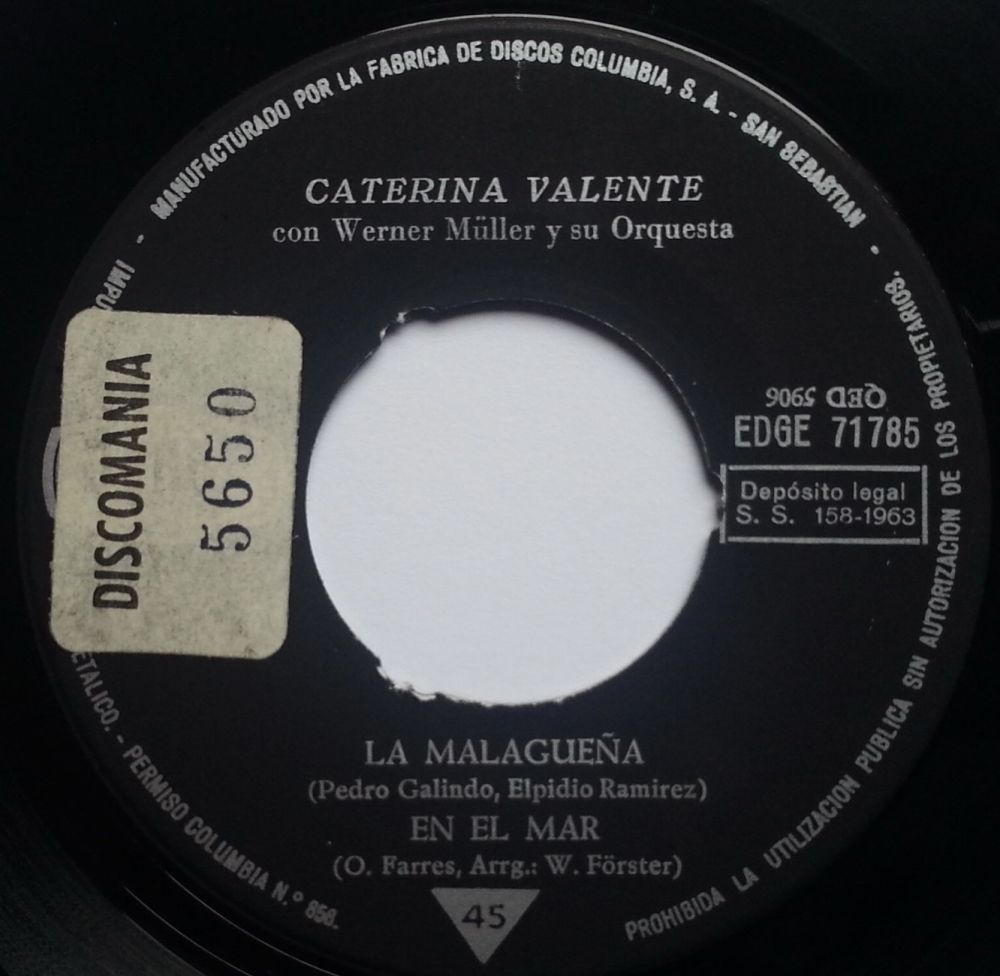 - MANUFACTURADO POR LA FABRICA DE DISCOS COLUMBIA, S. A. - SAN SEBASTIAN -
CATERINA VALENTE
con Werner Müller y su Orquesta
DISCOMANIA
5650
QED 5906
EDGE 71785
Depósito legal
S. S. 158-1963
LA MALAGUEÑA
(Pedro Galindo, Elpidio Ramirez)
EN EL MAR
(O. Farres, Arrg.: W. Förster)
45
PERMISO COLUMBIA N.º 858.
PROHIBIDA LA UTILIZACION PUBLICA SIN AUTORIZACION DE LOS PROPIETARIOS.